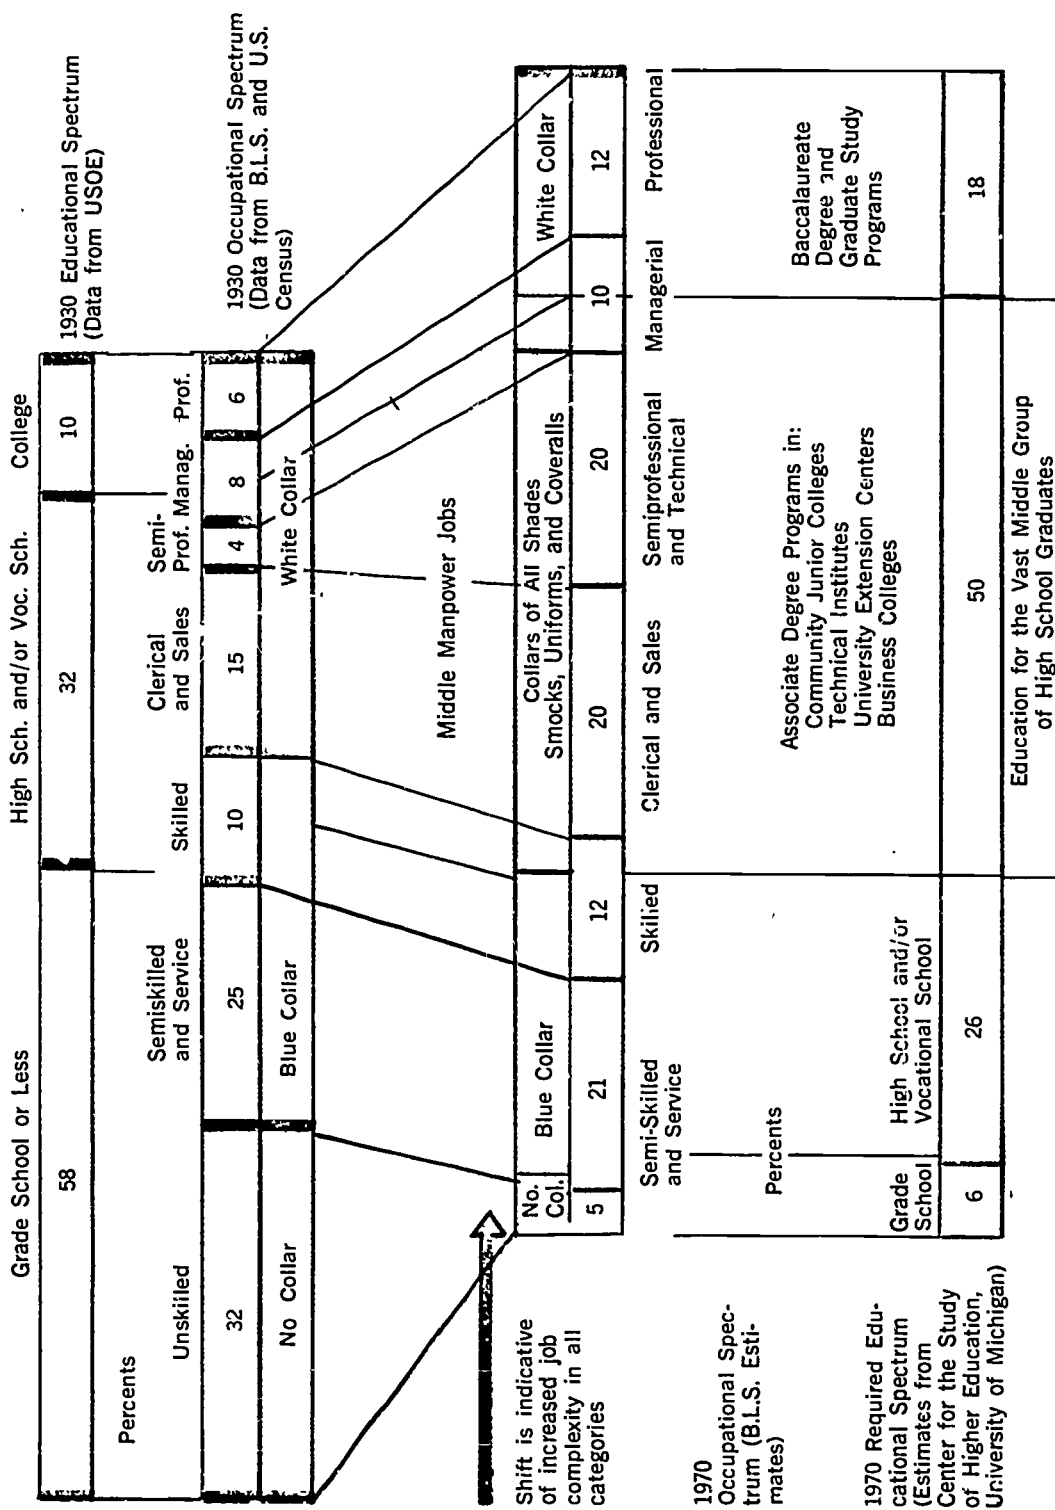 Grade School or Less
High Sch. and/or Voc. Sch.
College
58
32
10
1930 Educational Spectrum
(Data from USOE)
Percents
Unskilled
Semiskilled
and Service
Skilled
Clerical
and Sales
Semi-
Prof.
Manag.
Prof.
32
25
10
15
4
8
6
1930 Occupational Spectrum
(Data from B.L.S. and U.S.
Census)
No Collar
Blue Collar
White Collar
Middle Manpower Jobs
Shift is indicative
of increased job
complexity in all
categories
No.
Col.
Blue Collar
Collars of All Shades
Smocks, Uniforms, and Coveralls
White Collar
5
21
12
20
20
10
12
Semi-Skilled
and Service
Skilled
Clerical and Sales
Semiprofessional
and Technical
Managerial
Professional
1970
Occupational Spec-
trum (B.L.S. Esti-
mates)
Percents
Grade
School
High School and/or
Vocational School
Associate Degree Programs in:
Community Junior Colleges
Technical Institutes
University Extension Centers
Business Colleges
Baccalaureate
Degree and
Graduate Study
Programs
1970 Required Edu-
cational Spectrum
(Estimates from
Center for the Study
of Higher Education,
University of Michigan)
6
26
50
18
Education for the Vast Middle Group
of High School Graduates